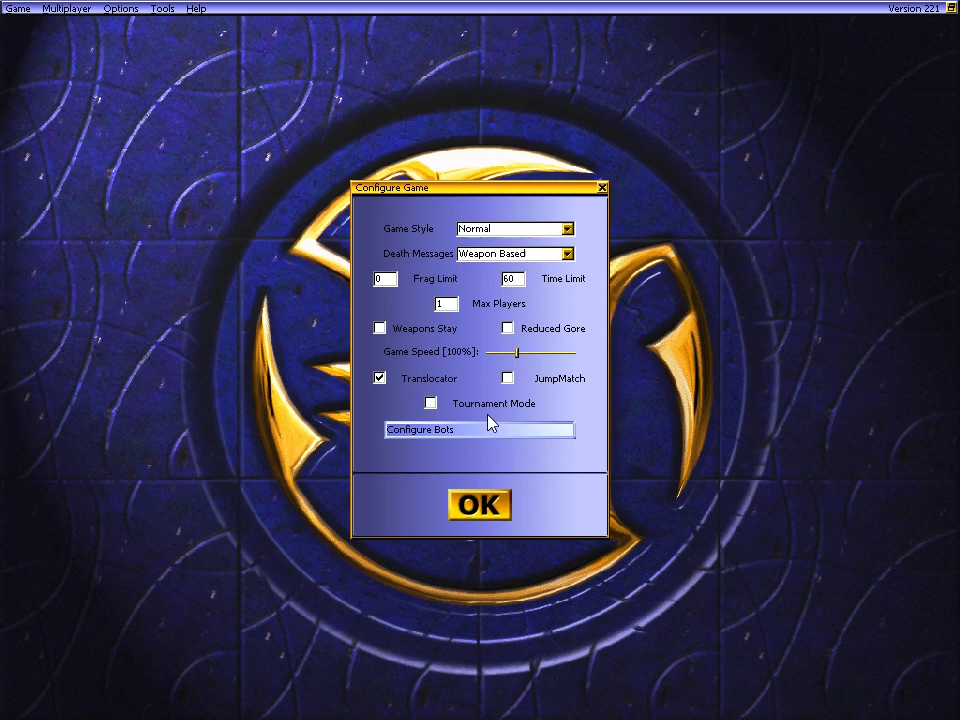 Game Multiplayer Options Tools Help Version 221
Configure Game
Game Style Normal
Death Messages Weapon Based
0 Frag Limit 60 Time Limit
1 Max Players
Weapons Stay Reduced Gore
Game Speed [100%]:
Translocator JumpMatch
Tournament Mode
Configure Bots
OK